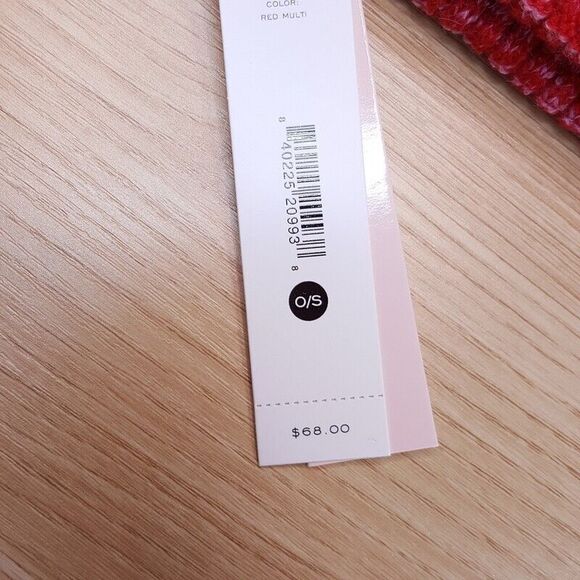 COLOR:
RED MULTI
8 40225 20993 8
O/S
$68.00